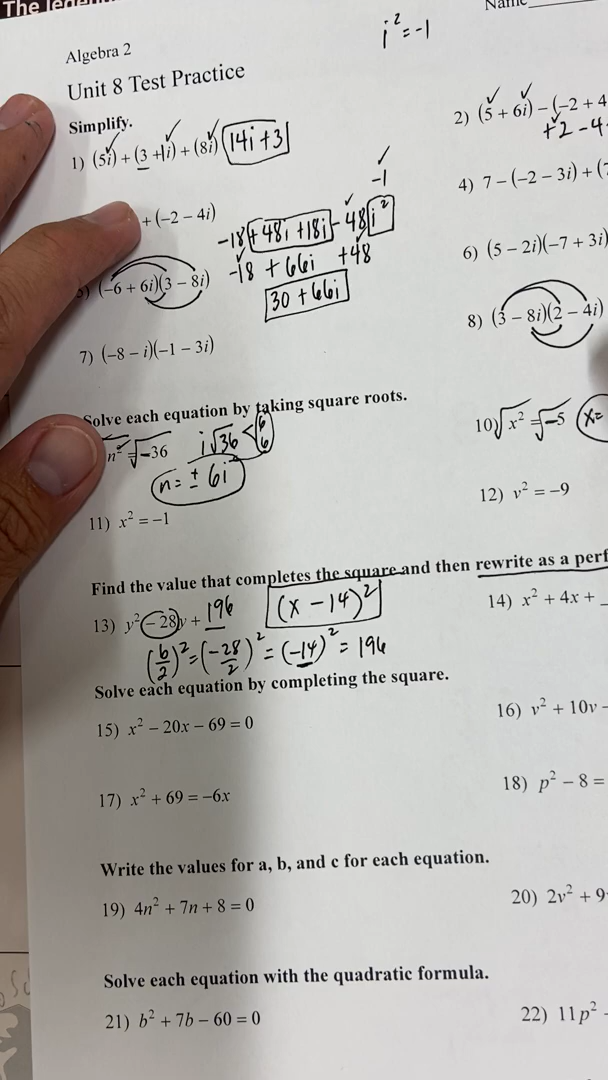 The
Name
i² = -1
Algebra 2
Unit 8 Test Practice
Simplify.
1) (5i) + (3 + i) + (8i) 14i + 3
2) (5 + 6i) - (-2 + 4
+2 - 4
+ (-2 - 4i)
-1
-18 + 48i + 18i - 48i²
4) 7 - (-2 - 3i) + (
-18 + 66i + 48
(-6 + 6i)(3 - 8i)
30 + 66i
6) (5 - 2i)(-7 + 3i)
7) (-8 - i)(-1 - 3i)
8) (3 - 8i)(2 - 4i)
Solve each equation by taking square roots.
n² = √-36 i√36 < 6 6
n = ± 6i
10) √x² = √-5 x =
11) x² = -1
12) v² = -9
Find the value that completes the square and then rewrite as a perf
13) y² - 28y + 196 (x - 14)²
14) x² + 4x + _
(b/2)² = (-28/2)² = (-14)² = 196
Solve each equation by completing the square.
15) x² - 20x - 69 = 0
16) v² + 10v -
17) x² + 69 = -6x
18) p² - 8 =
Write the values for a, b, and c for each equation.
19) 4n² + 7n + 8 = 0
20) 2v² + 9
Solve each equation with the quadratic formula.
21) b² + 7b - 60 = 0
22) 11p² -